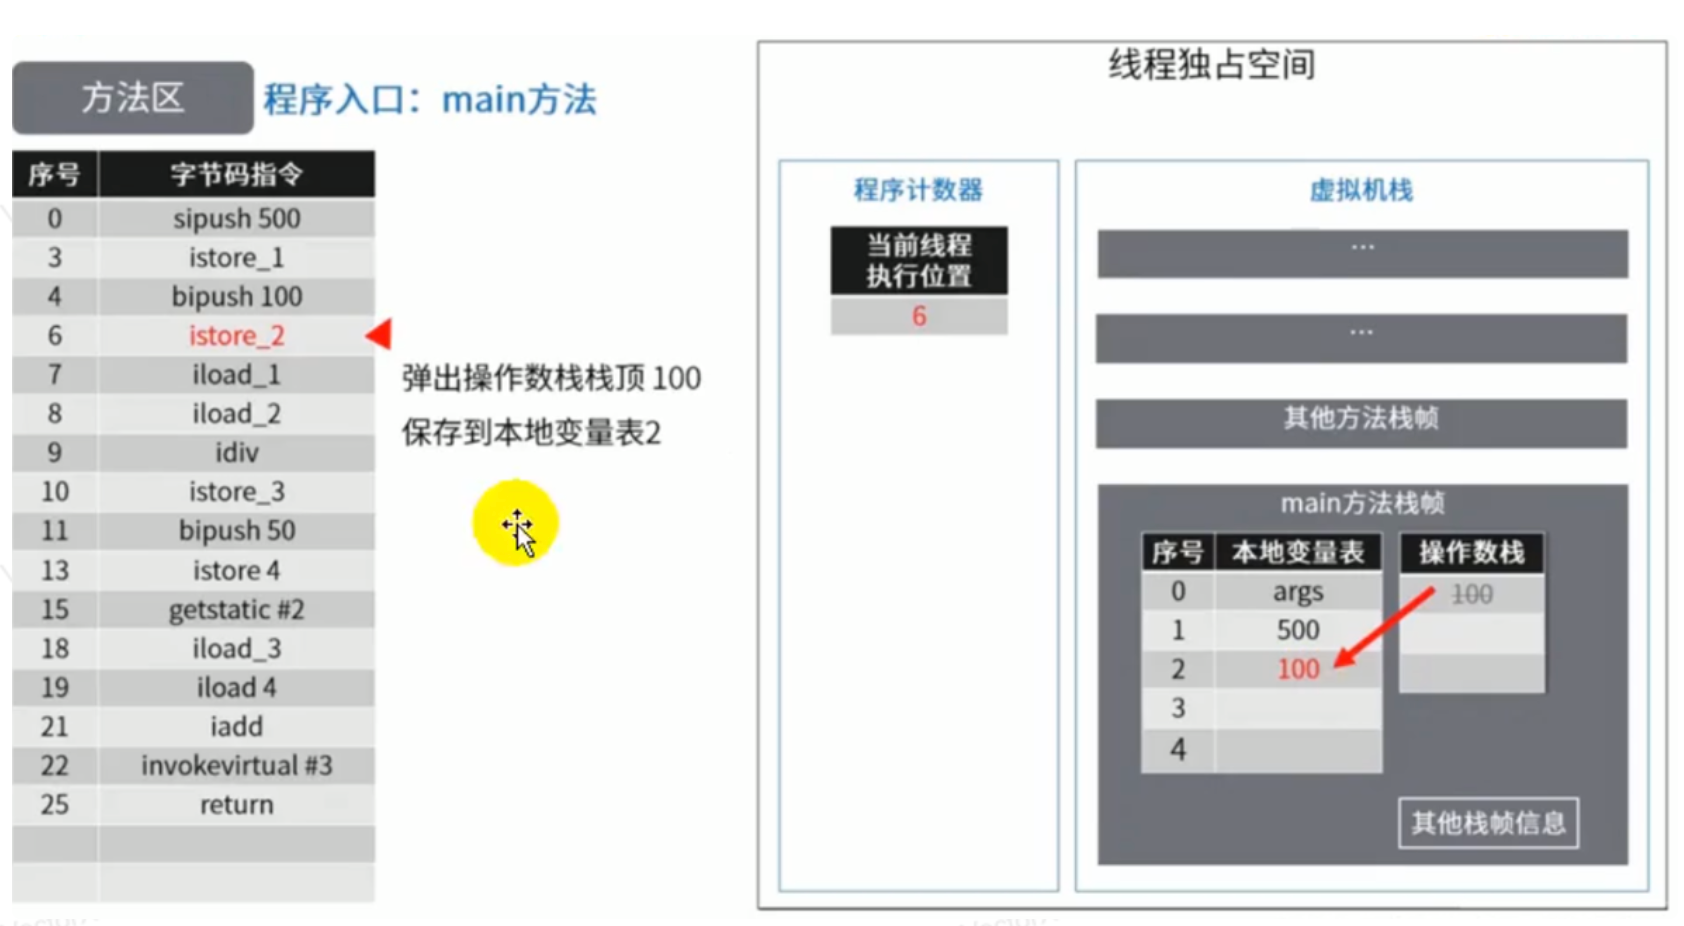 方法区 程序入口：main方法
序号 字节码指令
0 sipush 500
3 istore_1
4 bipush 100
6 istore_2
7 iload_1
8 iload_2
9 idiv
10 istore_3
11 bipush 50
13 istore 4
15 getstatic #2
18 iload_3
19 iload 4
21 iadd
22 invokevirtual #3
25 return
弹出操作数栈栈顶 100
保存到本地变量表2
线程独占空间
程序计数器
当前线程
执行位置
6
虚拟机栈
...
...
其他方法栈帧
main方法栈帧
序号 本地变量表
0 args
1 500
2 100
3
4
操作数栈
100
其他栈帧信息